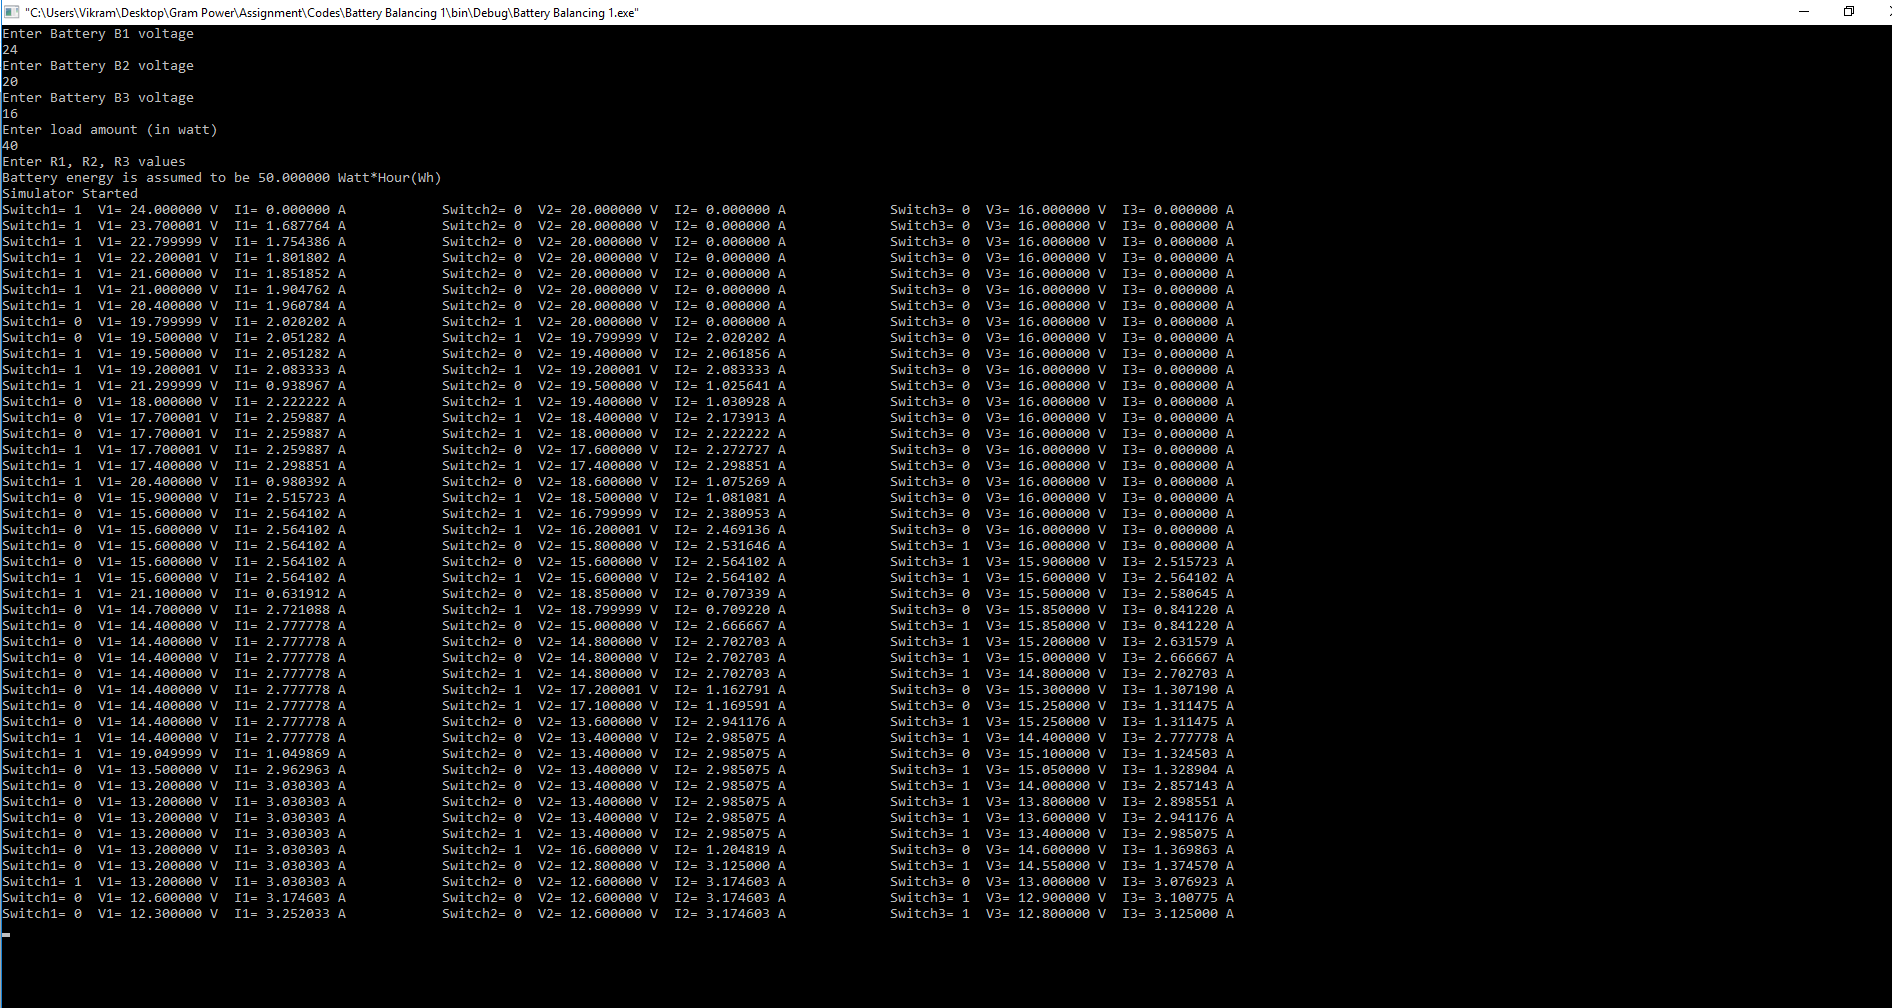 "C:\Users\Vikram\Desktop\Gram Power\Assignment\Codes\Battery Balancing 1\bin\Debug\Battery Balancing 1.exe"
Enter Battery B1 voltage
24
Enter Battery B2 voltage
20
Enter Battery B3 voltage
16
Enter load amount (in watt)
40
Enter R1, R2, R3 values
Battery energy is assumed to be 50.000000 Watt*Hour(Wh)
Simulator Started
Switch1= 1  V1= 24.000000 V  I1= 0.000000 A            Switch2= 0  V2= 20.000000 V  I2= 0.000000 A             Switch3= 0  V3= 16.000000 V  I3= 0.000000 A
Switch1= 1  V1= 23.700001 V  I1= 1.687764 A            Switch2= 0  V2= 20.000000 V  I2= 0.000000 A             Switch3= 0  V3= 16.000000 V  I3= 0.000000 A
Switch1= 1  V1= 22.799999 V  I1= 1.754386 A            Switch2= 0  V2= 20.000000 V  I2= 0.000000 A             Switch3= 0  V3= 16.000000 V  I3= 0.000000 A
Switch1= 1  V1= 22.200001 V  I1= 1.801802 A            Switch2= 0  V2= 20.000000 V  I2= 0.000000 A             Switch3= 0  V3= 16.000000 V  I3= 0.000000 A
Switch1= 1  V1= 21.600000 V  I1= 1.851852 A            Switch2= 0  V2= 20.000000 V  I2= 0.000000 A             Switch3= 0  V3= 16.000000 V  I3= 0.000000 A
Switch1= 1  V1= 21.000000 V  I1= 1.904762 A            Switch2= 0  V2= 20.000000 V  I2= 0.000000 A             Switch3= 0  V3= 16.000000 V  I3= 0.000000 A
Switch1= 1  V1= 20.400000 V  I1= 1.960784 A            Switch2= 0  V2= 20.000000 V  I2= 0.000000 A             Switch3= 0  V3= 16.000000 V  I3= 0.000000 A
Switch1= 0  V1= 19.799999 V  I1= 2.020202 A            Switch2= 1  V2= 20.000000 V  I2= 0.000000 A             Switch3= 0  V3= 16.000000 V  I3= 0.000000 A
Switch1= 0  V1= 19.500000 V  I1= 2.051282 A            Switch2= 1  V2= 19.799999 V  I2= 2.020202 A             Switch3= 0  V3= 16.000000 V  I3= 0.000000 A
Switch1= 1  V1= 19.500000 V  I1= 2.051282 A            Switch2= 0  V2= 19.400000 V  I2= 2.061856 A             Switch3= 0  V3= 16.000000 V  I3= 0.000000 A
Switch1= 1  V1= 19.200001 V  I1= 2.083333 A            Switch2= 1  V2= 19.200001 V  I2= 2.083333 A             Switch3= 0  V3= 16.000000 V  I3= 0.000000 A
Switch1= 1  V1= 21.299999 V  I1= 0.938967 A            Switch2= 0  V2= 19.500000 V  I2= 1.025641 A             Switch3= 0  V3= 16.000000 V  I3= 0.000000 A
Switch1= 0  V1= 18.000000 V  I1= 2.222222 A            Switch2= 1  V2= 19.400000 V  I2= 1.030928 A             Switch3= 0  V3= 16.000000 V  I3= 0.000000 A
Switch1= 0  V1= 17.700001 V  I1= 2.259887 A            Switch2= 1  V2= 18.400000 V  I2= 2.173913 A             Switch3= 0  V3= 16.000000 V  I3= 0.000000 A
Switch1= 0  V1= 17.700001 V  I1= 2.259887 A            Switch2= 1  V2= 18.000000 V  I2= 2.222222 A             Switch3= 0  V3= 16.000000 V  I3= 0.000000 A
Switch1= 1  V1= 17.700001 V  I1= 2.259887 A            Switch2= 0  V2= 17.600000 V  I2= 2.272727 A             Switch3= 0  V3= 16.000000 V  I3= 0.000000 A
Switch1= 1  V1= 17.400000 V  I1= 2.298851 A            Switch2= 1  V2= 17.400000 V  I2= 2.298851 A             Switch3= 0  V3= 16.000000 V  I3= 0.000000 A
Switch1= 1  V1= 20.400000 V  I1= 0.980392 A            Switch2= 0  V2= 18.600000 V  I2= 1.075269 A             Switch3= 0  V3= 16.000000 V  I3= 0.000000 A
Switch1= 0  V1= 15.900000 V  I1= 2.515723 A            Switch2= 1  V2= 18.500000 V  I2= 1.081081 A             Switch3= 0  V3= 16.000000 V  I3= 0.000000 A
Switch1= 0  V1= 15.600000 V  I1= 2.564102 A            Switch2= 1  V2= 16.799999 V  I2= 2.380953 A             Switch3= 0  V3= 16.000000 V  I3= 0.000000 A
Switch1= 0  V1= 15.600000 V  I1= 2.564102 A            Switch2= 1  V2= 16.200001 V  I2= 2.469136 A             Switch3= 0  V3= 16.000000 V  I3= 0.000000 A
Switch1= 0  V1= 15.600000 V  I1= 2.564102 A            Switch2= 0  V2= 15.800000 V  I2= 2.531646 A             Switch3= 1  V3= 16.000000 V  I3= 0.000000 A
Switch1= 0  V1= 15.600000 V  I1= 2.564102 A            Switch2= 0  V2= 15.600000 V  I2= 2.564102 A             Switch3= 1  V3= 15.900000 V  I3= 2.515723 A
Switch1= 1  V1= 15.600000 V  I1= 2.564102 A            Switch2= 1  V2= 15.600000 V  I2= 2.564102 A             Switch3= 1  V3= 15.600000 V  I3= 2.564102 A
Switch1= 1  V1= 21.100000 V  I1= 0.631912 A            Switch2= 0  V2= 18.850000 V  I2= 0.707339 A             Switch3= 0  V3= 15.500000 V  I3= 2.580645 A
Switch1= 0  V1= 14.700000 V  I1= 2.721088 A            Switch2= 1  V2= 18.799999 V  I2= 0.709220 A             Switch3= 0  V3= 15.850000 V  I3= 0.841220 A
Switch1= 0  V1= 14.400000 V  I1= 2.777778 A            Switch2= 0  V2= 15.000000 V  I2= 2.666667 A             Switch3= 1  V3= 15.850000 V  I3= 0.841220 A
Switch1= 0  V1= 14.400000 V  I1= 2.777778 A            Switch2= 0  V2= 14.800000 V  I2= 2.702703 A             Switch3= 1  V3= 15.200000 V  I3= 2.631579 A
Switch1= 0  V1= 14.400000 V  I1= 2.777778 A            Switch2= 0  V2= 14.800000 V  I2= 2.702703 A             Switch3= 1  V3= 15.000000 V  I3= 2.666667 A
Switch1= 0  V1= 14.400000 V  I1= 2.777778 A            Switch2= 1  V2= 14.800000 V  I2= 2.702703 A             Switch3= 1  V3= 14.800000 V  I3= 2.702703 A
Switch1= 0  V1= 14.400000 V  I1= 2.777778 A            Switch2= 1  V2= 17.200001 V  I2= 1.162791 A             Switch3= 0  V3= 15.300000 V  I3= 1.307190 A
Switch1= 0  V1= 14.400000 V  I1= 2.777778 A            Switch2= 1  V2= 17.100000 V  I2= 1.169591 A             Switch3= 0  V3= 15.250000 V  I3= 1.311475 A
Switch1= 0  V1= 14.400000 V  I1= 2.777778 A            Switch2= 0  V2= 13.600000 V  I2= 2.941176 A             Switch3= 1  V3= 15.250000 V  I3= 1.311475 A
Switch1= 1  V1= 14.400000 V  I1= 2.777778 A            Switch2= 0  V2= 13.400000 V  I2= 2.985075 A             Switch3= 1  V3= 14.400000 V  I3= 2.777778 A
Switch1= 1  V1= 19.049999 V  I1= 1.049869 A            Switch2= 0  V2= 13.400000 V  I2= 2.985075 A             Switch3= 0  V3= 15.100000 V  I3= 1.324503 A
Switch1= 0  V1= 13.500000 V  I1= 2.962963 A            Switch2= 0  V2= 13.400000 V  I2= 2.985075 A             Switch3= 1  V3= 15.050000 V  I3= 1.328904 A
Switch1= 0  V1= 13.200000 V  I1= 3.030303 A            Switch2= 0  V2= 13.400000 V  I2= 2.985075 A             Switch3= 1  V3= 14.000000 V  I3= 2.857143 A
Switch1= 0  V1= 13.200000 V  I1= 3.030303 A            Switch2= 0  V2= 13.400000 V  I2= 2.985075 A             Switch3= 1  V3= 13.800000 V  I3= 2.898551 A
Switch1= 0  V1= 13.200000 V  I1= 3.030303 A            Switch2= 0  V2= 13.400000 V  I2= 2.985075 A             Switch3= 1  V3= 13.600000 V  I3= 2.941176 A
Switch1= 0  V1= 13.200000 V  I1= 3.030303 A            Switch2= 1  V2= 13.400000 V  I2= 2.985075 A             Switch3= 1  V3= 13.400000 V  I3= 2.985075 A
Switch1= 0  V1= 13.200000 V  I1= 3.030303 A            Switch2= 1  V2= 16.600000 V  I2= 1.204819 A             Switch3= 0  V3= 14.600000 V  I3= 1.369863 A
Switch1= 0  V1= 13.200000 V  I1= 3.030303 A            Switch2= 0  V2= 12.800000 V  I2= 3.125000 A             Switch3= 1  V3= 14.550000 V  I3= 1.374570 A
Switch1= 1  V1= 13.200000 V  I1= 3.030303 A            Switch2= 0  V2= 12.600000 V  I2= 3.174603 A             Switch3= 0  V3= 13.000000 V  I3= 3.076923 A
Switch1= 0  V1= 12.600000 V  I1= 3.174603 A            Switch2= 0  V2= 12.600000 V  I2= 3.174603 A             Switch3= 1  V3= 12.900000 V  I3= 3.100775 A
Switch1= 0  V1= 12.300000 V  I1= 3.252033 A            Switch2= 0  V2= 12.600000 V  I2= 3.174603 A             Switch3= 1  V3= 12.800000 V  I3= 3.125000 A